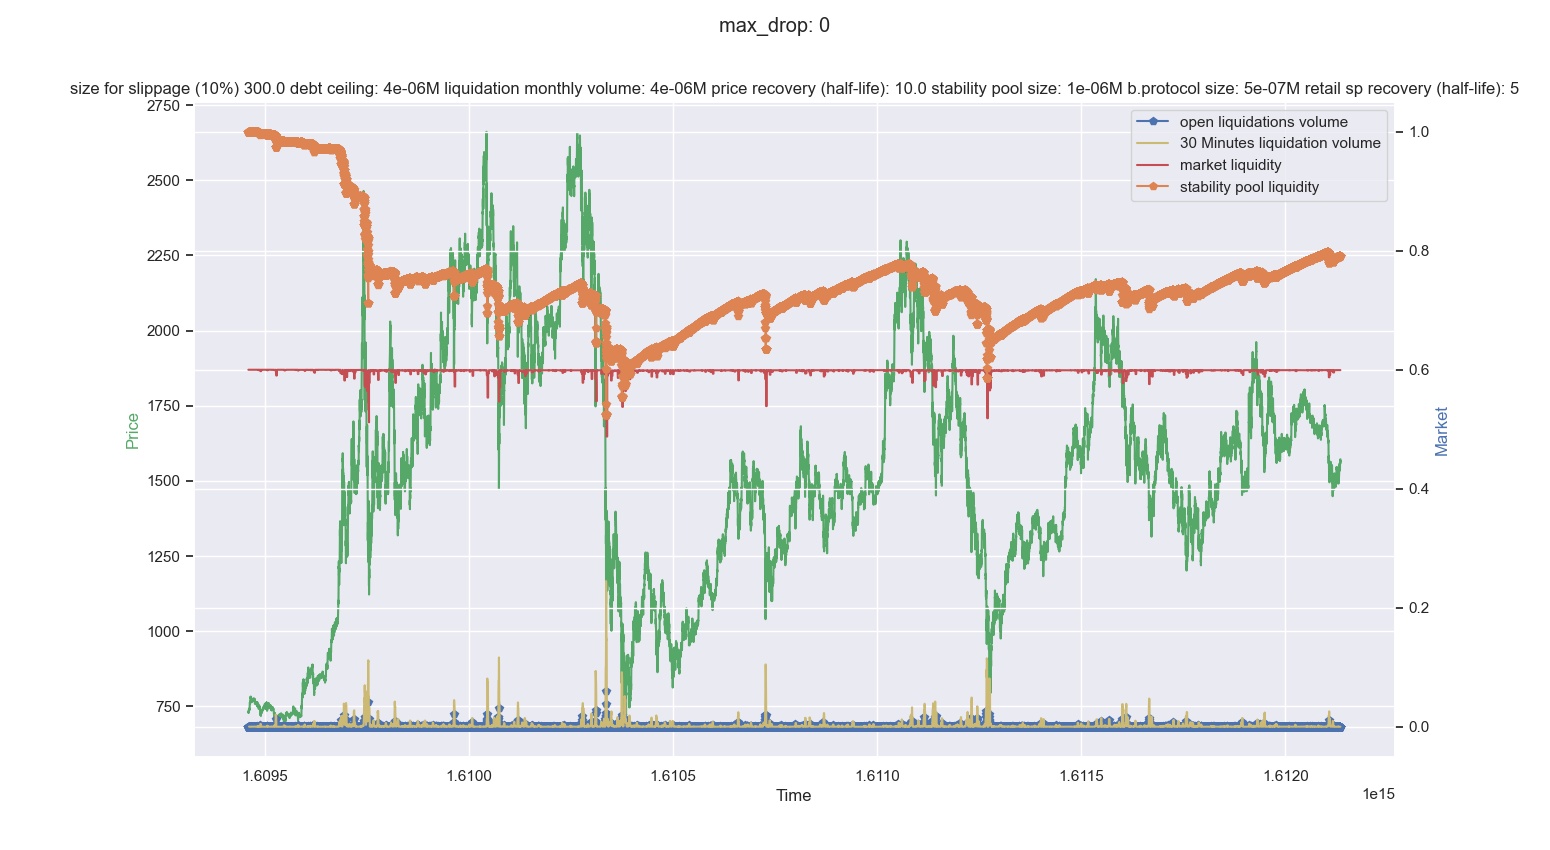 max_drop: 0
size for slippage (10%) 300.0 debt ceiling: 4e-06M liquidation monthly volume: 4e-06M price recovery (half-life): 10.0 stability pool size: 1e-06M b.protocol size: 5e-07M retail sp recovery (half-life): 5
2750
2500
2250
2000
1750
1500
1250
1000
750
Price
open liquidations volume
30 Minutes liquidation volume
market liquidity
stability pool liquidity
1.0
0.8
0.6
0.4
0.2
0.0
Market
1.6095 1.6100 1.6105 1.6110 1.6115 1.6120
Time
1e15